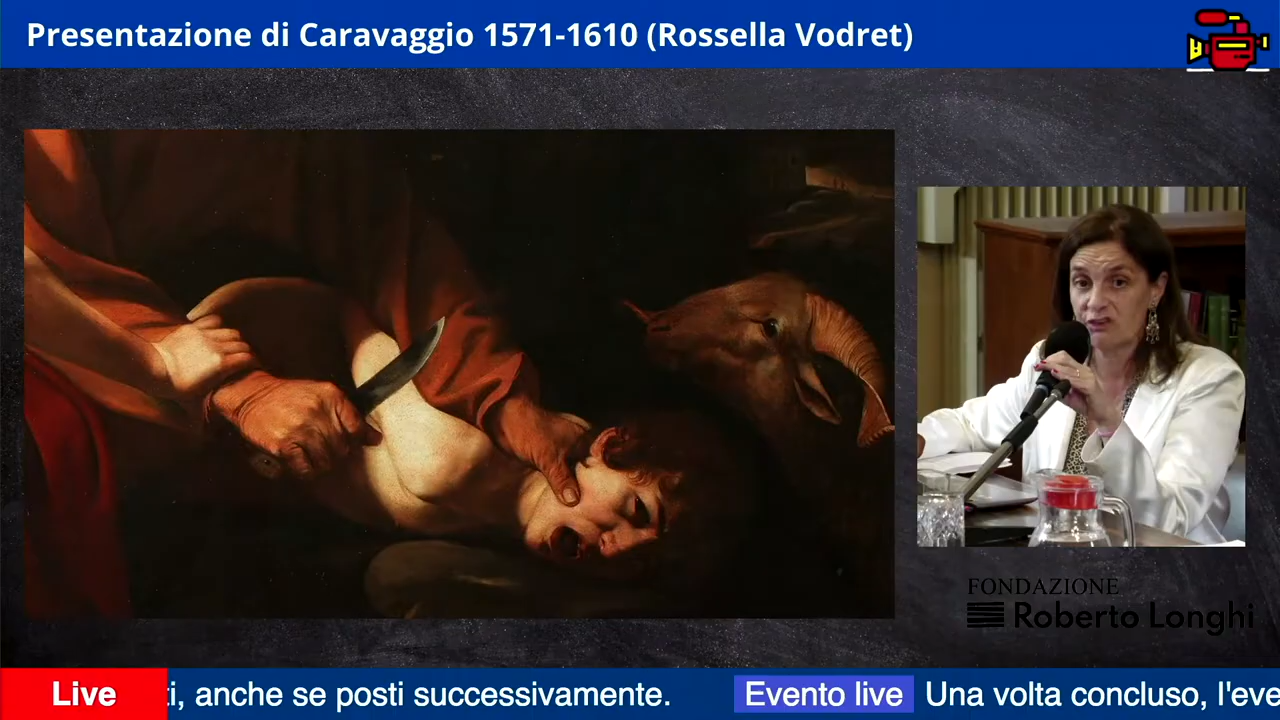 Presentazione di Caravaggio 1571-1610 (Rossella Vodret)
FONDAZIONE
Roberto Longhi
Live
ti, anche se posti successivamente.
Evento live
Una volta concluso, l'eve